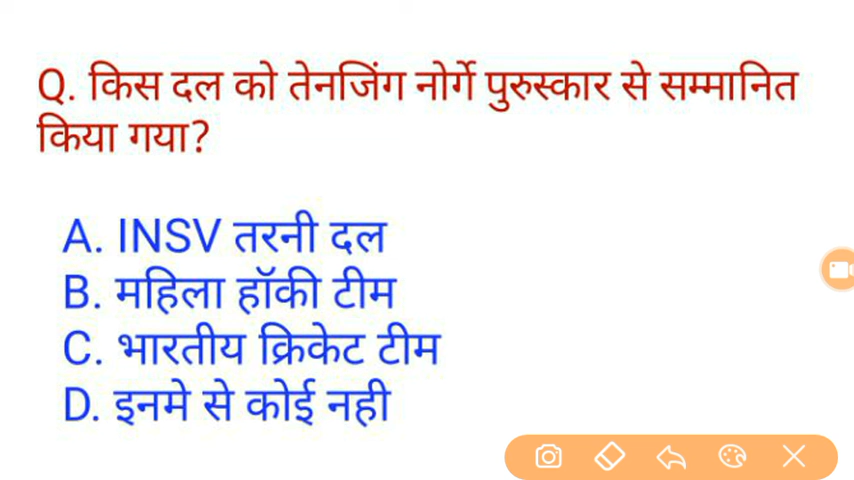 Q. किस दल को तेनजिंग नोर्गे पुरुस्कार से सम्मानित
किया गया?
A. INSV तरनी दल
B. महिला हॉकी टीम
C. भारतीय क्रिकेट टीम
D. इनमे से कोई नही